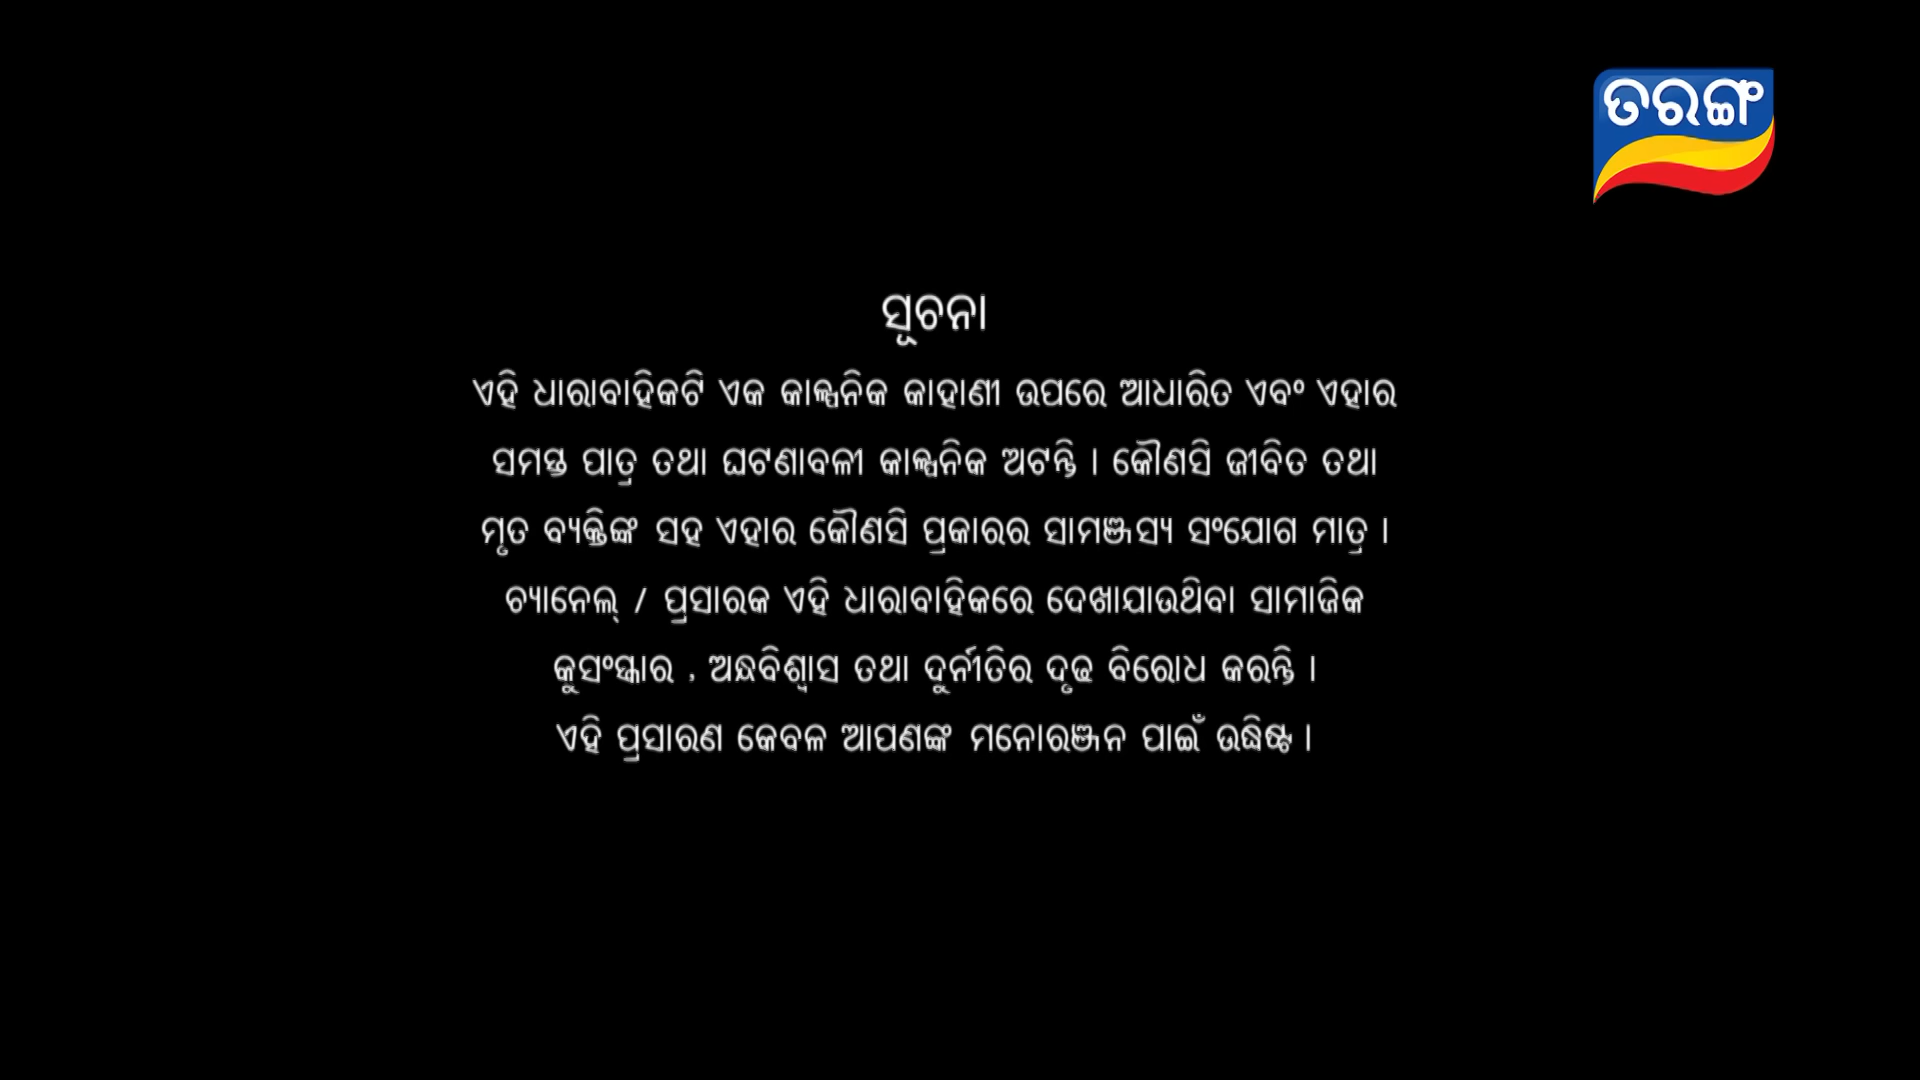 ତରଙ୍ଗ
ସୂଚନା
ଏହି ଧାରାବାହିକଟି ଏକ କାଳ୍ପନିକ କାହାଣୀ ଉପରେ ଆଧାରିତ ଏବଂ ଏହାର
ସମସ୍ତ ପାତ୍ର ତଥା ଘଟଣାବଳୀ କାଳ୍ପନିକ ଅଟନ୍ତି । କୌଣସି ଜୀବିତ ତଥା
ମୃତ ବ୍ୟକ୍ତିଙ୍କ ସହ ଏହାର କୌଣସି ପ୍ରକାରର ସାମଞ୍ଜସ୍ୟ ସଂଯୋଗ ମାତ୍ର ।
ଚ୍ୟାନେଲ୍ / ପ୍ରସାରକ ଏହି ଧାରାବାହିକରେ ଦେଖାଯାଉଥିବା ସାମାଜିକ
କୁସଂସ୍କାର , ଅନ୍ଧବିଶ୍ୱାସ ତଥା ଦୁର୍ନୀତିର ଦୃଢ ବିରୋଧ କରନ୍ତି ।
ଏହି ପ୍ରସାରଣ କେବଳ ଆପଣଙ୍କ ମନୋରଞ୍ଜନ ପାଇଁ ଉଦ୍ଧିଷ୍ଟ ।